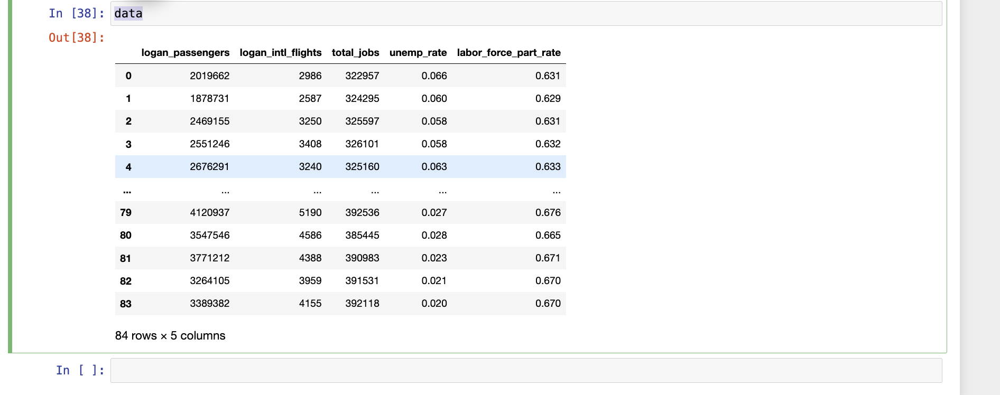 In [38]: data
Out[38]:
logan_passengers logan_intl_flights total_jobs unemp_rate labor_force_part_rate
0 2019662 2986 322957 0.066 0.631
1 1878731 2587 324295 0.060 0.629
2 2469155 3250 325597 0.058 0.631
3 2551246 3408 326101 0.058 0.632
4 2676291 3240 325160 0.063 0.633
... ... ... ... ... ...
79 4120937 5190 392536 0.027 0.676
80 3547546 4586 385445 0.028 0.665
81 3771212 4388 390983 0.023 0.671
82 3264105 3959 391531 0.021 0.670
83 3389382 4155 392118 0.020 0.670
84 rows × 5 columns
In [ ]: